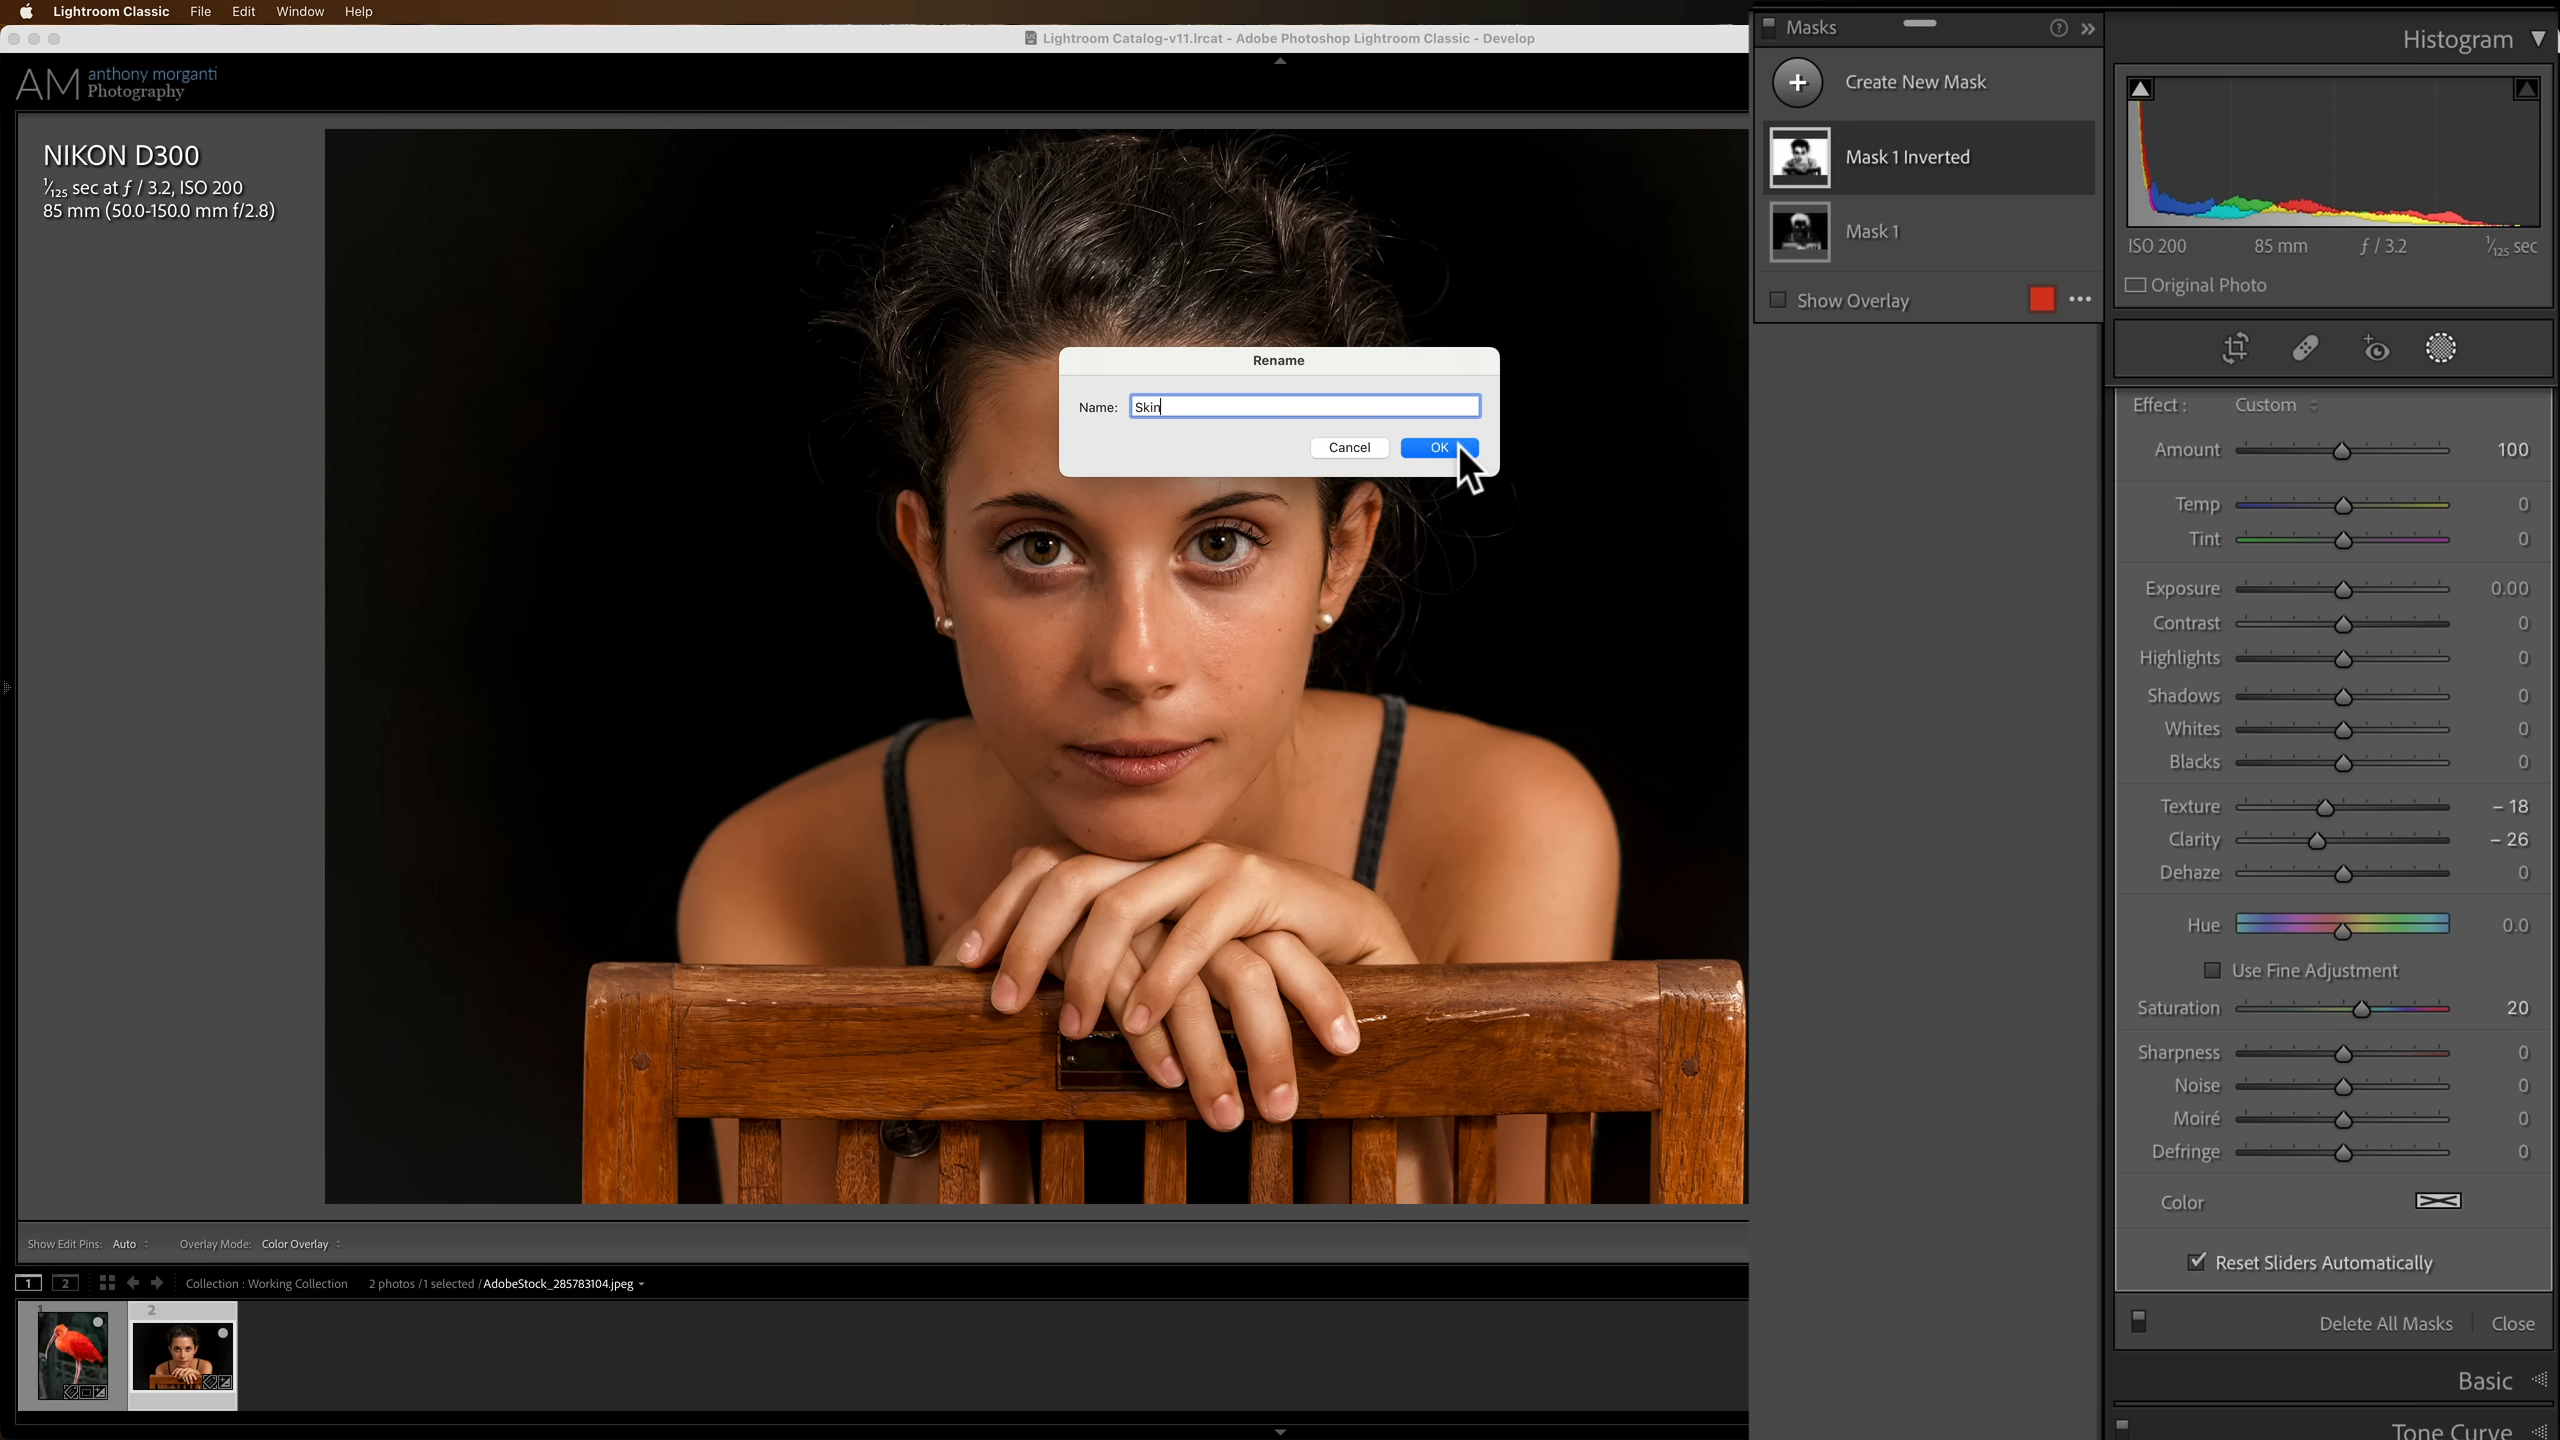 Lightroom Classic File Edit Window Help
Lightroom Catalog-v11.lrcat - Adobe Photoshop Lightroom Classic - Develop
AM anthony morganti
Photography
NIKON D300
1/125 sec at ƒ / 3.2, ISO 200
85 mm (50.0-150.0 mm f/2.8)
Rename
Name: Skin
Cancel OK
Masks
Create New Mask
Mask 1 Inverted
Mask 1
Show Overlay
Histogram
ISO 200 85 mm ƒ / 3.2 1/125 sec
Original Photo
Effect : Custom
Amount 100
Temp 0
Tint 0
Exposure 0.00
Contrast 0
Highlights 0
Shadows 0
Whites 0
Blacks 0
Texture – 18
Clarity – 26
Dehaze 0
Hue 0.0
Use Fine Adjustment
Saturation 20
Sharpness 0
Noise 0
Moiré 0
Defringe 0
Color
Reset Sliders Automatically
Delete All Masks Close
Basic
Tone Curve
Show Edit Pins: Auto Overlay Mode: Color Overlay
1 2 Collection : Working Collection 2 photos / 1 selected / AdobeStock_285783104.jpeg
1 2